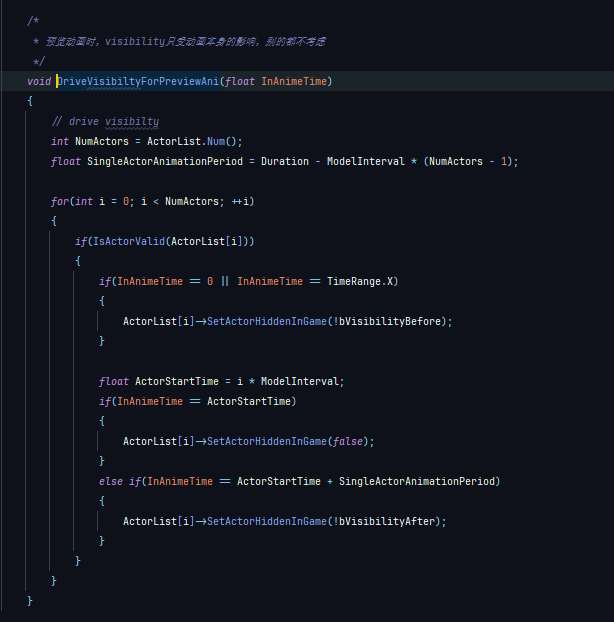 /*
 * 预览动画时，visibility只受动画本身的影响，别的都不考虑
 */
void DriveVisibiltyForPreviewAni(float InAnimeTime)
{
    // drive visibilty
    int NumActors = ActorList.Num();
    float SingleActorAnimationPeriod = Duration - ModelInterval * (NumActors - 1);
    for(int i = 0; i < NumActors; ++i)
    {
        if(IsActorValid(ActorList[i]))
        {
            if(InAnimeTime == 0 || InAnimeTime == TimeRange.X)
            {
                ActorList[i]->SetActorHiddenInGame(!bVisibilityBefore);
            }
            float ActorStartTime = i * ModelInterval;
            if(InAnimeTime == ActorStartTime)
            {
                ActorList[i]->SetActorHiddenInGame(false);
            }
            else if(InAnimeTime == ActorStartTime + SingleActorAnimationPeriod)
            {
                ActorList[i]->SetActorHiddenInGame(!bVisibilityAfter);
            }
        }
    }
}